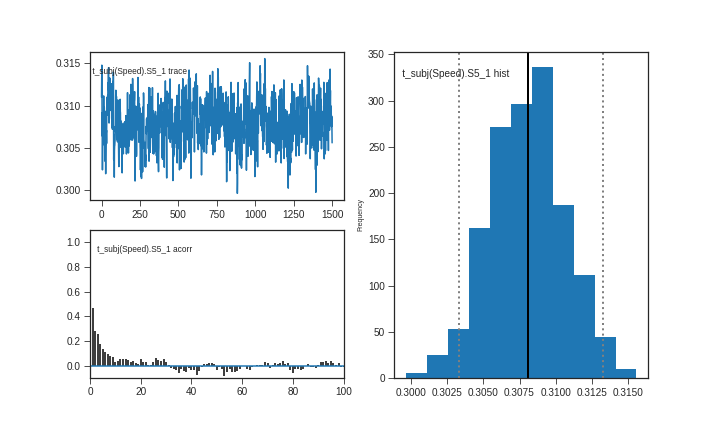 t_subj(Speed).S5_1 trace
0.315
0.310
0.305
0.300
0 250 500 750 1000 1250 1500
t_subj(Speed).S5_1 acorr
1.0
0.8
0.6
0.4
0.2
0.0
0 20 40 60 80 100
t_subj(Speed).S5_1 hist
Frequency
350
300
250
200
150
100
50
0
0.3000 0.3025 0.3050 0.3075 0.3100 0.3125 0.3150